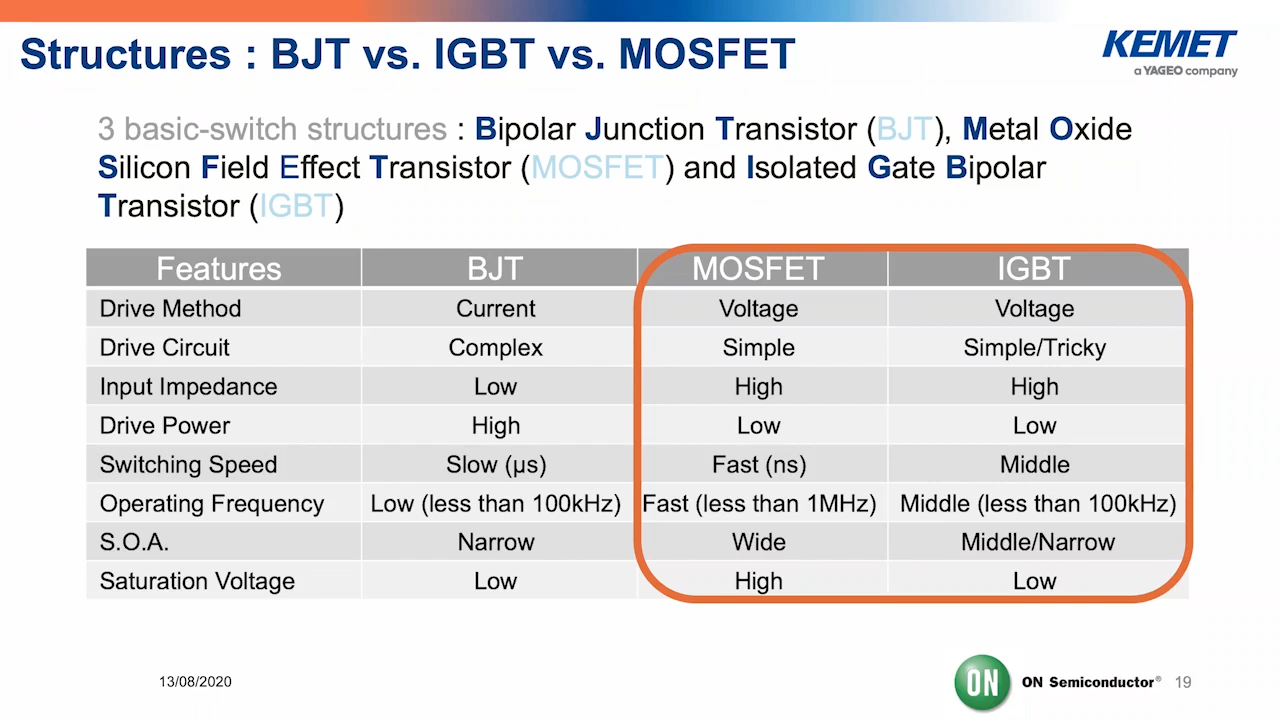 Structures : BJT vs. IGBT vs. MOSFET
KEMET
a YAGEO company
3 basic-switch structures : Bipolar Junction Transistor (BJT), Metal Oxide
Silicon Field Effect Transistor (MOSFET) and Isolated Gate Bipolar
Transistor (IGBT)
Features BJT MOSFET IGBT
Drive Method Current Voltage Voltage
Drive Circuit Complex Simple Simple/Tricky
Input Impedance Low High High
Drive Power High Low Low
Switching Speed Slow (µs) Fast (ns) Middle
Operating Frequency Low (less than 100kHz) Fast (less than 1MHz) Middle (less than 100kHz)
S.O.A. Narrow Wide Middle/Narrow
Saturation Voltage Low High Low
13/08/2020
ON ON Semiconductor® 19